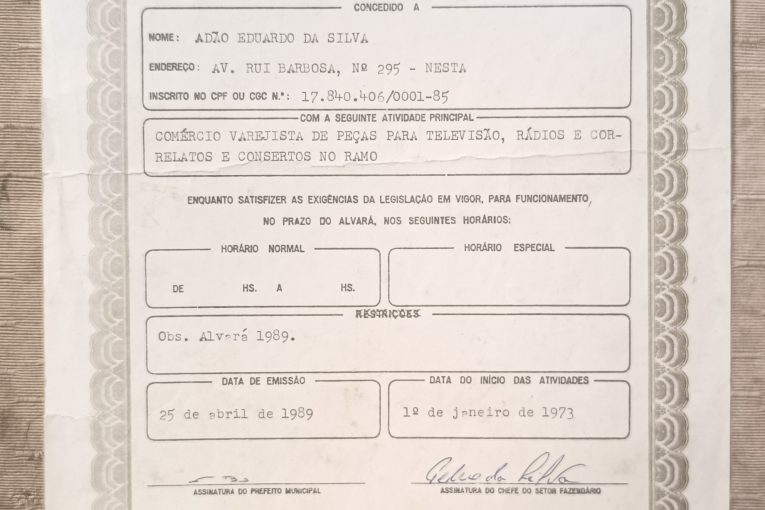 CONCEDIDO A
NOME: ADÃO EDUARDO DA SILVA
ENDEREÇO: AV. RUI BARBOSA, Nº 295 - NESTA
INSCRITO NO CPF OU CGC N.º: 17.840.406/0001-85
COM A SEGUINTE ATIVIDADE PRINCIPAL
COMÉRCIO VAREJISTA DE PEÇAS PARA TELEVISÃO, RÁDIOS E COR-
RELATOS E CONSERTOS NO RAMO
ENQUANTO SATISFIZER AS EXIGÊNCIAS DA LEGISLAÇÃO EM VIGOR, PARA FUNCIONAMENTO,
NO PRAZO DO ALVARÁ, NOS SEGUINTES HORÁRIOS:
HORÁRIO NORMAL HORÁRIO ESPECIAL
DE HS. A HS.
RESTRIÇÕES
Obs. Alvará 1989.
DATA DE EMISSÃO DATA DO INÍCIO DAS ATIVIDADES
25 de abril de 1989 1º de janeiro de 1973
ASSINATURA DO PREFEITO MUNICIPAL ASSINATURA DO CHEFE DO SETOR FAZENDÁRIO